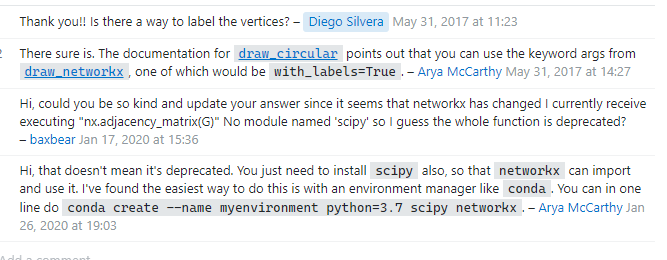 Thank you!! Is there a way to label the vertices? – Diego Silvera May 31, 2017 at 11:23
2
There sure is. The documentation for draw_circular points out that you can use the keyword args from
draw_networkx, one of which would be with_labels=True. – Arya McCarthy May 31, 2017 at 14:27
Hi, could you be so kind and update your answer since it seems that networkx has changed I currently receive
executing "nx.adjacency_matrix(G)" No module named 'scipy' so I guess the whole function is deprecated?
– baxbear Jan 17, 2020 at 15:36
Hi, that doesn't mean it's deprecated. You just need to install scipy also, so that networkx can import
and use it. I've found the easiest way to do this is with an environment manager like conda. You can in one
line do conda create --name myenvironment python=3.7 scipy networkx. – Arya McCarthy Jan
26, 2020 at 19:03
Add a comment